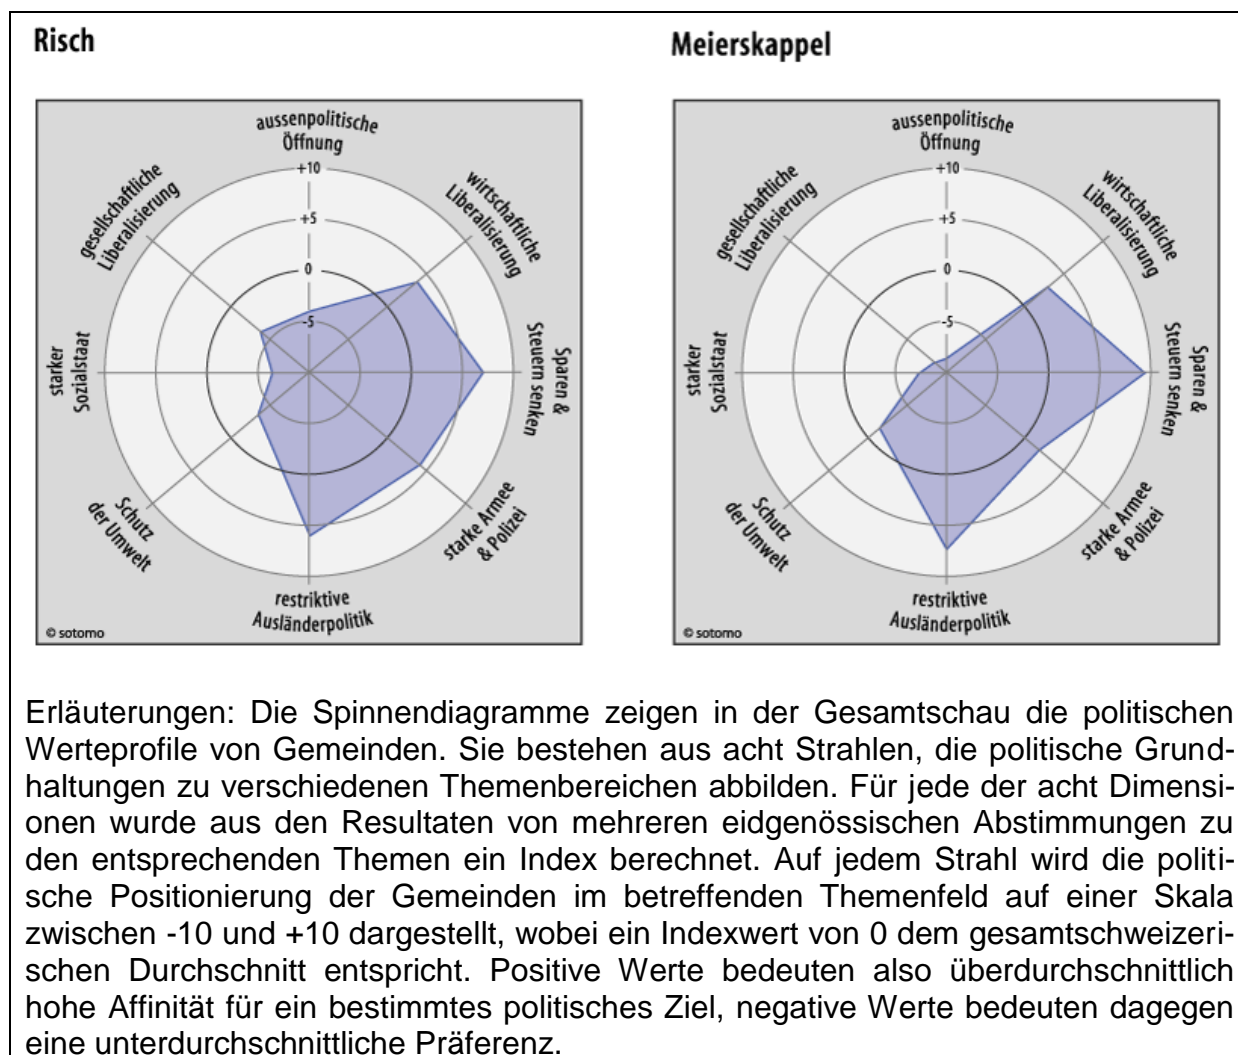 Risch
Meierskappel
aussenpolitische
Öffnung
wirtschaftliche
Liberalisierung
Sparen &
Steuern senken
starke Armee
& Polizei
restriktive
Ausländerpolitik
Schutz
der Umwelt
starker
Sozialstaat
gesellschaftliche
Liberalisierung
+10
+5
0
-5
© sotomo
aussenpolitische
Öffnung
wirtschaftliche
Liberalisierung
Sparen &
Steuern senken
starke Armee
& Polizei
restriktive
Ausländerpolitik
Schutz
der Umwelt
starker
Sozialstaat
gesellschaftliche
Liberalisierung
+10
+5
0
-5
© sotomo
Erläuterungen: Die Spinnendiagramme zeigen in der Gesamtschau die politischen
Werteprofile von Gemeinden. Sie bestehen aus acht Strahlen, die politische Grund-
haltungen zu verschiedenen Themenbereichen abbilden. Für jede der acht Dimensi-
onen wurde aus den Resultaten von mehreren eidgenössischen Abstimmungen zu
den entsprechenden Themen ein Index berechnet. Auf jedem Strahl wird die politi-
sche Positionierung der Gemeinden im betreffenden Themenfeld auf einer Skala
zwischen -10 und +10 dargestellt, wobei ein Indexwert von 0 dem gesamtschweizeri-
schen Durchschnitt entspricht. Positive Werte bedeuten also überdurchschnittlich
hohe Affinität für ein bestimmtes politisches Ziel, negative Werte bedeuten dagegen
eine unterdurchschnittliche Präferenz.